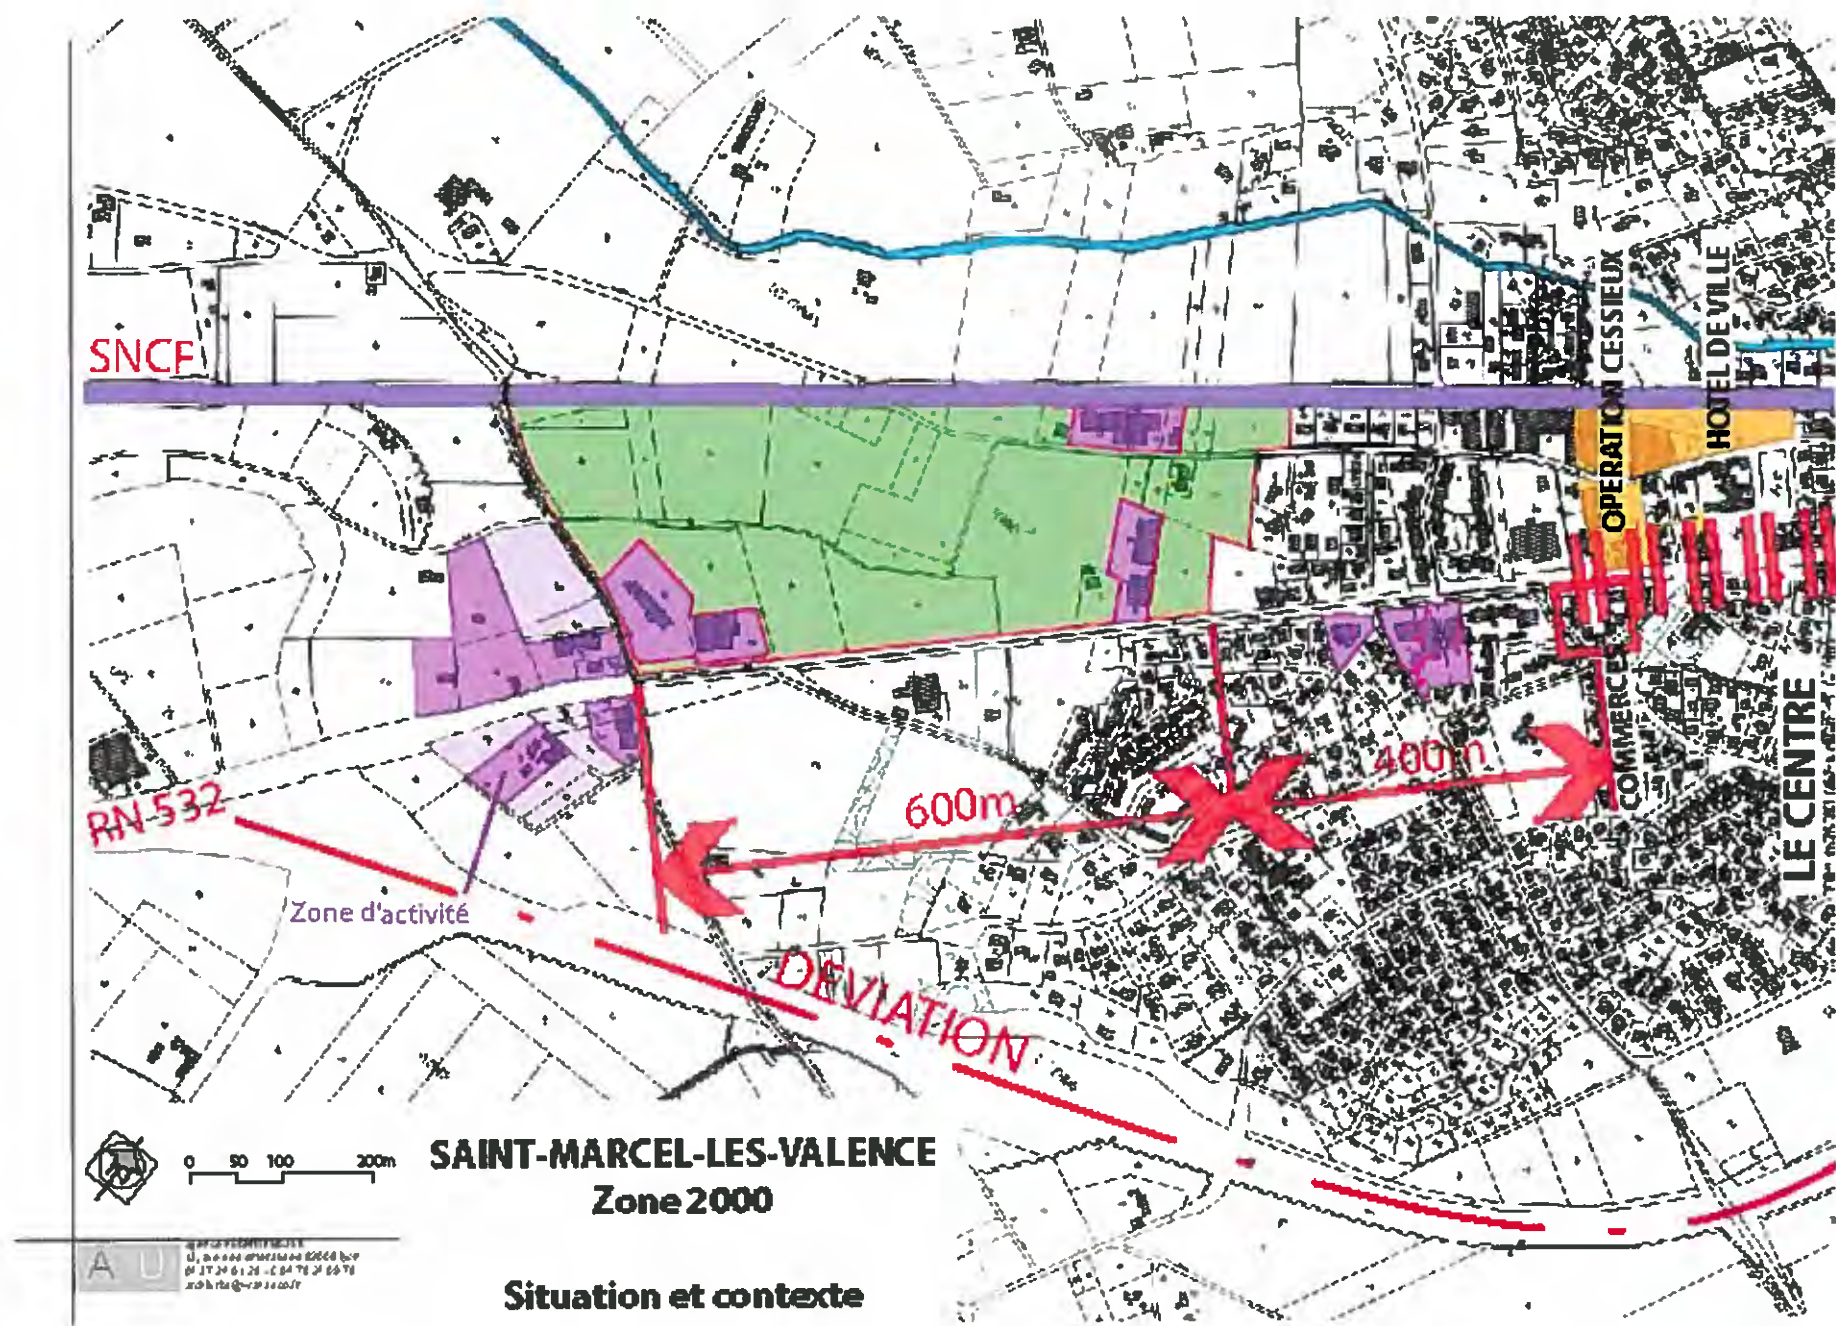 SNCF
OPERATION CESSIEUX
HOTEL DE VILLE
RN-532
Zone d'activité
600m
400m
COMMERCES
LE CENTRE
DEVIATION
0 50 100 200m
SAINT-MARCEL-LES-VALENCE
Zone 2000
A U
Situation et contexte